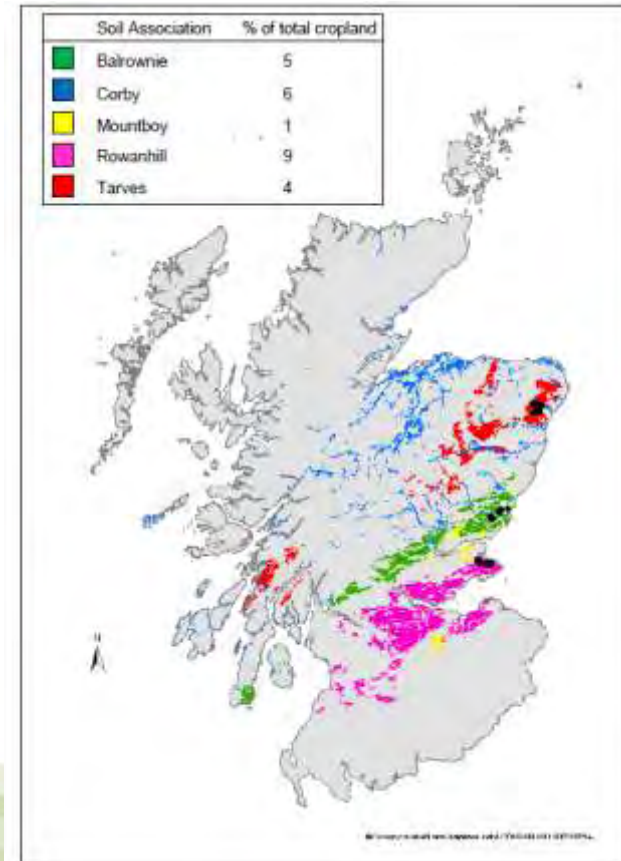 Soil Association % of total cropland
Balrownie 5
Corby 6
Mountboy 1
Rowanhill 9
Tarves 4
N